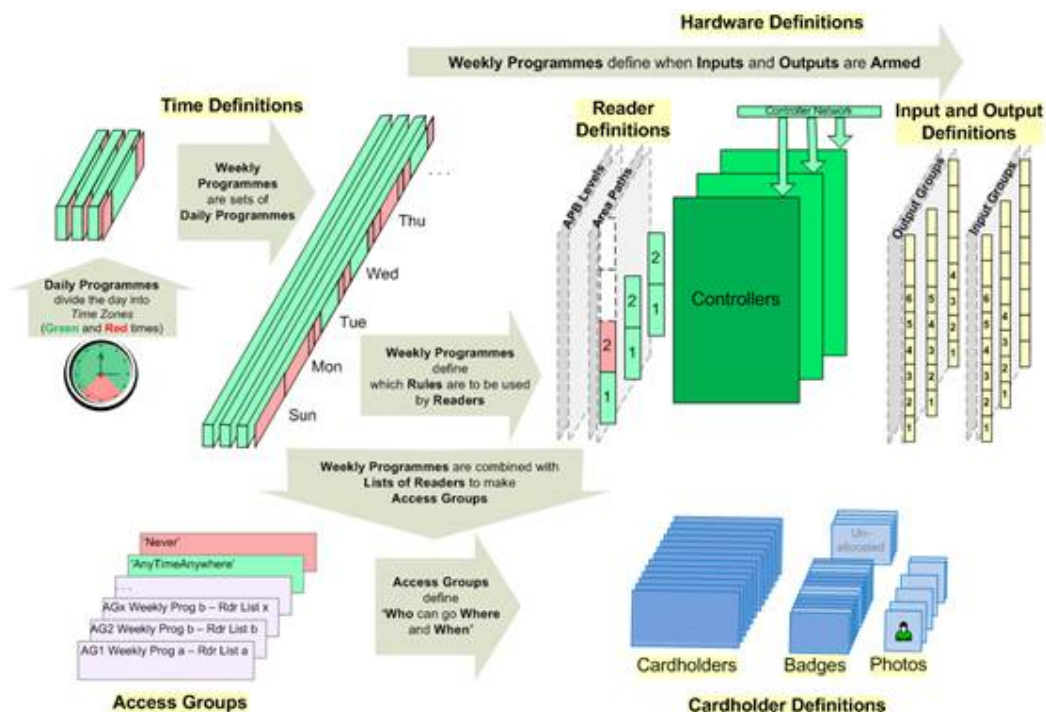 Hardware Definitions
Weekly Programmes define when Inputs and Outputs are Armed
Time Definitions
Weekly
Programmes
are sets of
Daily Programmes
. . .
Thu
Wed
Tue
Mon
Sun
Daily Programmes
divide the day into
Time Zones
(Green and Red times)
Weekly Programmes
define
which Rules are to be used
by Readers
Reader
Definitions
APB Levels
Area Paths
2
1
2
1
2
1
Controller Network
Controllers
Input and Output
Definitions
Output Groups
6
5
4
3
2
1
5
4
3
2
1
4
3
2
1
Input Groups
6
5
4
3
2
1
4
3
2
1
Weekly Programmes are combined with
Lists of Readers to make
Access Groups
'Never'
'AnyTimeAnywhere'
. . .
AGx Weekly Prog b – Rdr List x
AG2 Weekly Prog b – Rdr List b
AG1 Weekly Prog a – Rdr List a
Access Groups
Access Groups
define
'Who can go Where
and When'
Un-
allocated
Cardholders
Badges
Photos
Cardholder Definitions